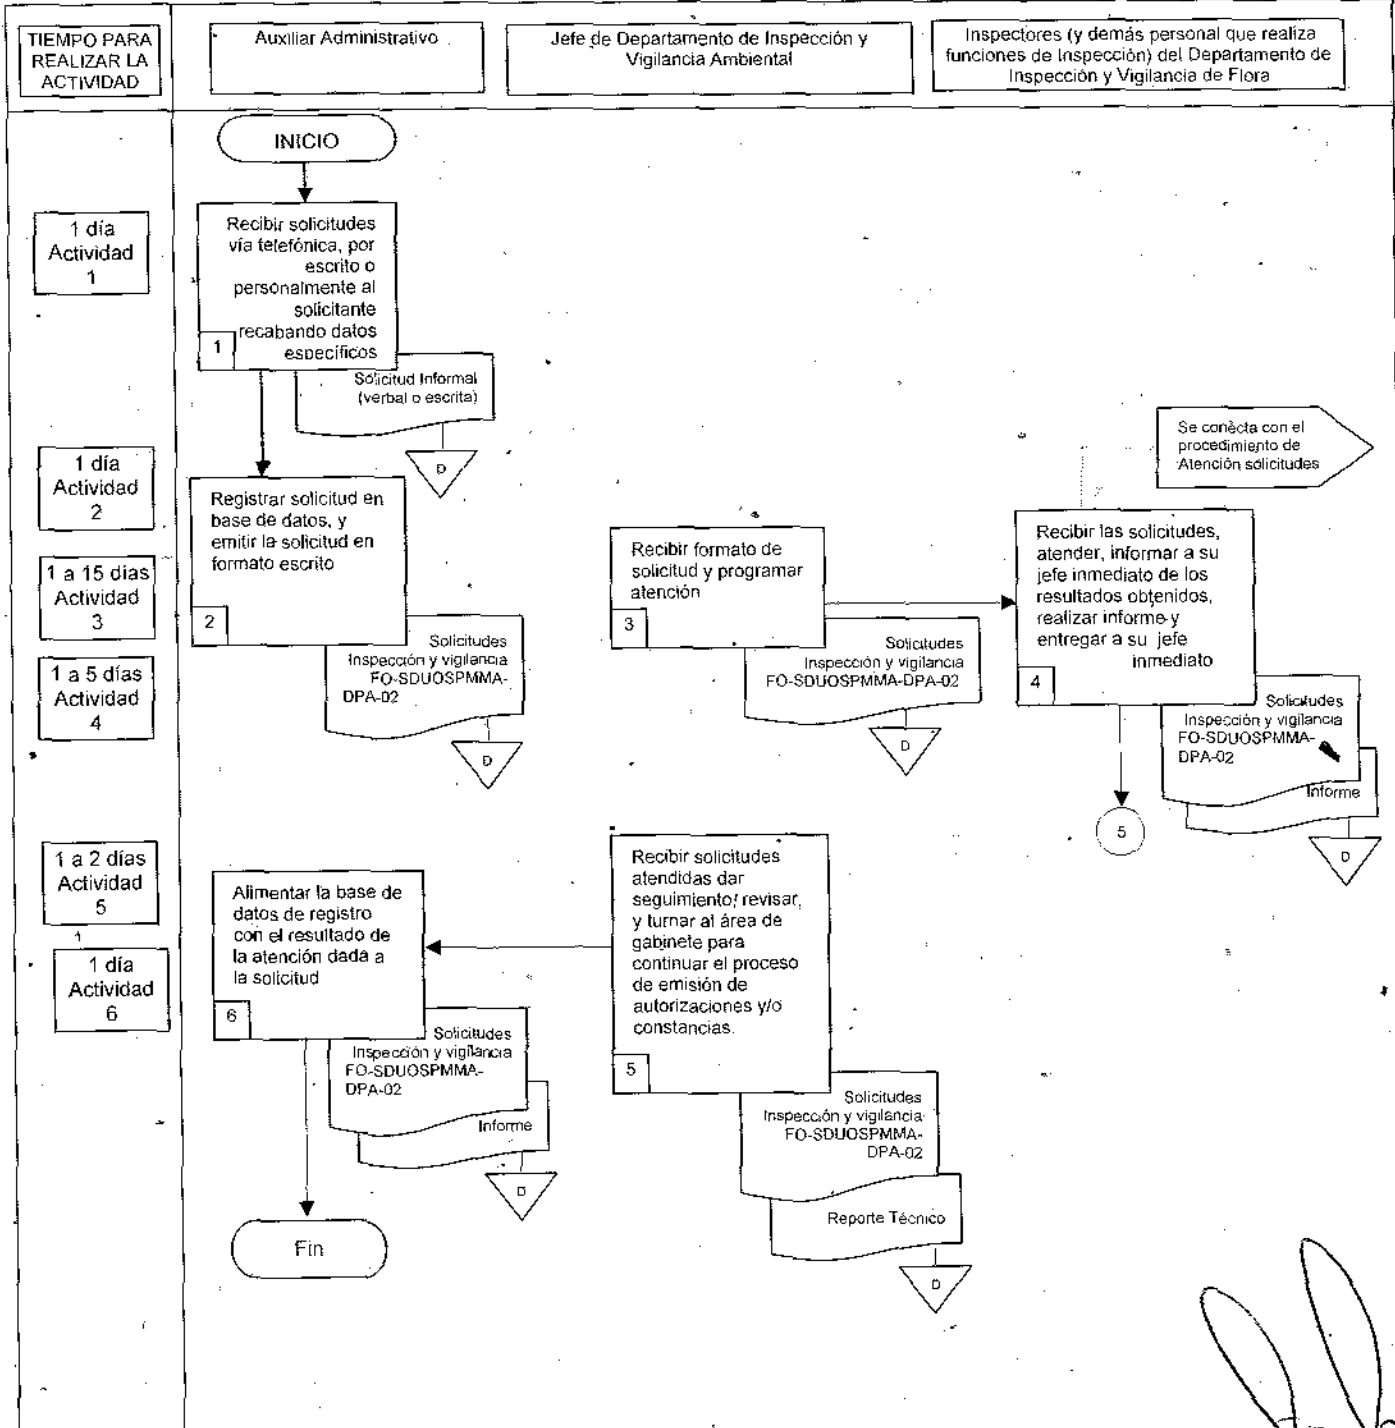 TIEMPO PARA
REALIZAR LA
ACTIVIDAD
Auxiliar Administrativo
Jefe de Departamento de Inspección y
Vigilancia Ambiental
Inspectores (y demás personal que realiza
funciones de Inspección) del Departamento de
Inspección y Vigilancia de Flora
INICIO
1 día
Actividad
1
Recibir solicitudes
vía telefónica, por
escrito o
personalmente al
solicitante
recabando datos
específicos
1
Solicitud Informal
(verbal o escrita)
D
Se conecta con el
procedimiento de
Atención solicitudes
1 día
Actividad
2
Registrar solicitud en
base de datos, y
emitir la solicitud en
formato escrito
2
Solicitudes
Inspección y vigilancia
FO-SDUOSPMMA-
DPA-02
D
1 a 15 días
Actividad
3
Recibir formato de
solicitud y programar
atención
3
Solicitudes
Inspección y vigilancia
FO-SDUOSPMMA-DPA-02
D
1 a 5 días
Actividad
4
Recibir las solicitudes,
atender, informar a su
jefe inmediato de los
resultados obtenidos,
realizar informe y
entregar a su jefe
inmediato
4
Solicitudes
Inspección y vigilancia
FO-SDUOSPMMA-
DPA-02
Informe
D
5
1 a 2 días
Actividad
5
1
Recibir solicitudes
atendidas dar
seguimiento/ revisar,
y turnar al área de
gabinete para
continuar el proceso
de emisión de
autorizaciones y/o
constancias.
5
Solicitudes
Inspección y vigilancia
FO-SDUOSPMMA-
DPA-02
Reporte Técnico
D
1 día
Actividad
6
Alimentar la base de
datos de registro
con el resultado de
la atención dada a
la solicitud
6
Solicitudes
Inspección y vigilancia
FO-SDUOSPMMA-
DPA-02
Informe
D
Fin